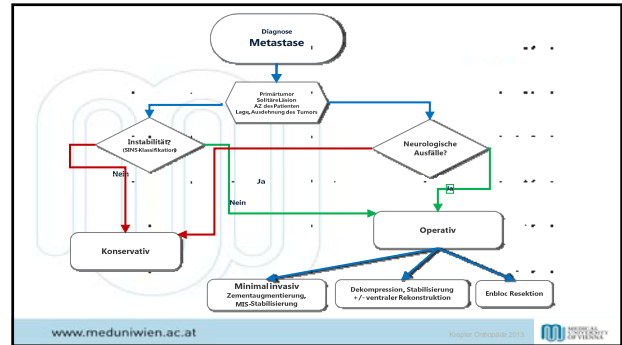 Diagnose
Metastase
Primärtumor
Solitäre Läsion
AZ des Patienten
Lage, Ausdehnung des Tumors
Instabilität?
(SINS-Klassifikation)
Neurologische
Ausfälle?
Nein
Ja
Ja
Nein
Konservativ
Operativ
Minimal invasiv
Zementaugmentierung,
MIS-Stabilisierung
Dekompression, Stabilisierung
+/- ventraler Rekonstruktion
Enbloc Resektion
www.meduniwien.ac.at
MEDICAL
UNIVERSITY
OF VIENNA